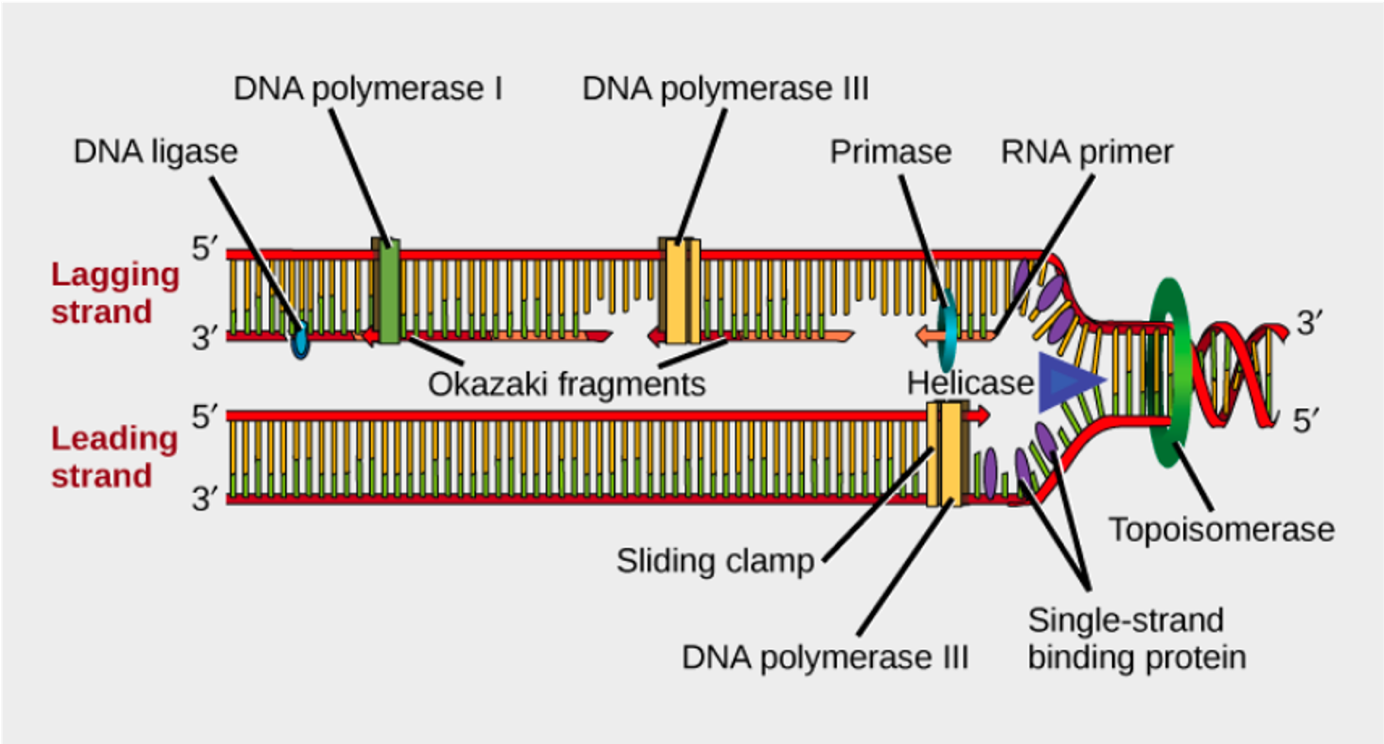 DNA polymerase I
DNA polymerase III
DNA ligase
Primase
RNA primer
5′
Lagging
strand
3′
3′
Okazaki fragments
Helicase
5′
5′
Leading
strand
3′
Topoisomerase
Sliding clamp
Single-strand
binding protein
DNA polymerase III